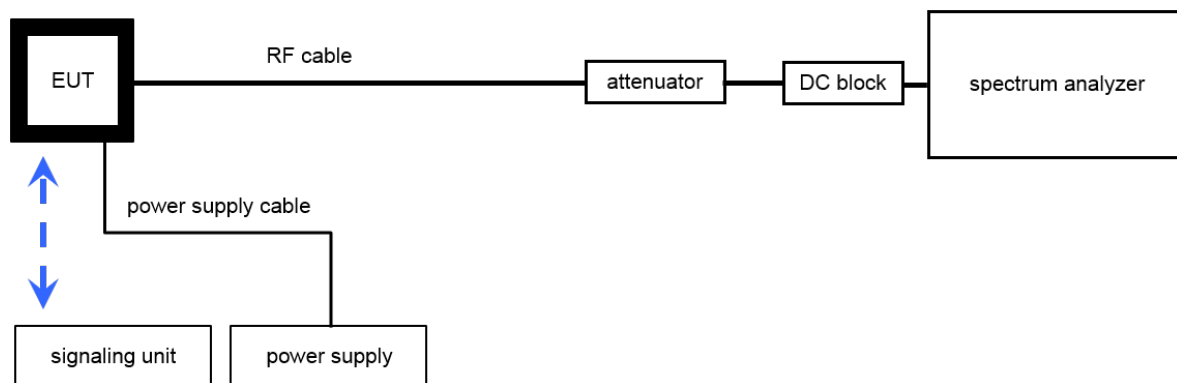 EUT
RF cable
attenuator
DC block
spectrum analyzer
power supply cable
signaling unit
power supply